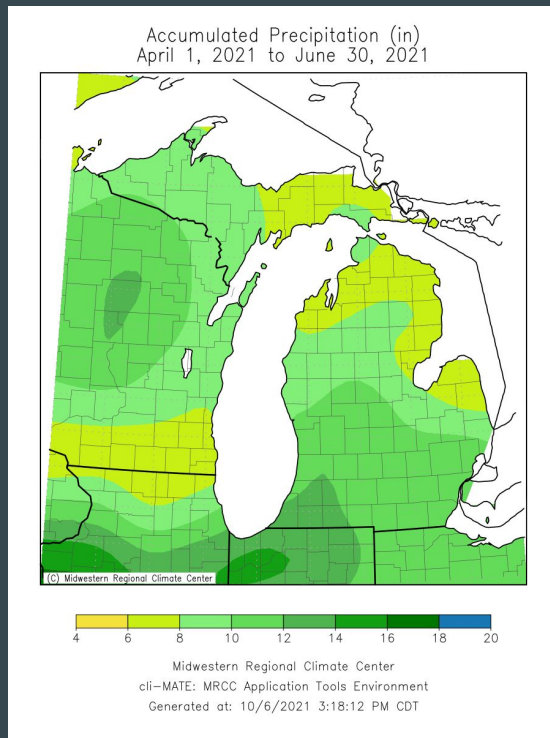 Accumulated Precipitation (in)
April 1, 2021 to June 30, 2021
(C) Midwestern Regional Climate Center
4 6 8 10 12 14 16 18 20
Midwestern Regional Climate Center
cli-MATE: MRCC Application Tools Environment
Generated at: 10/6/2021 3:18:12 PM CDT